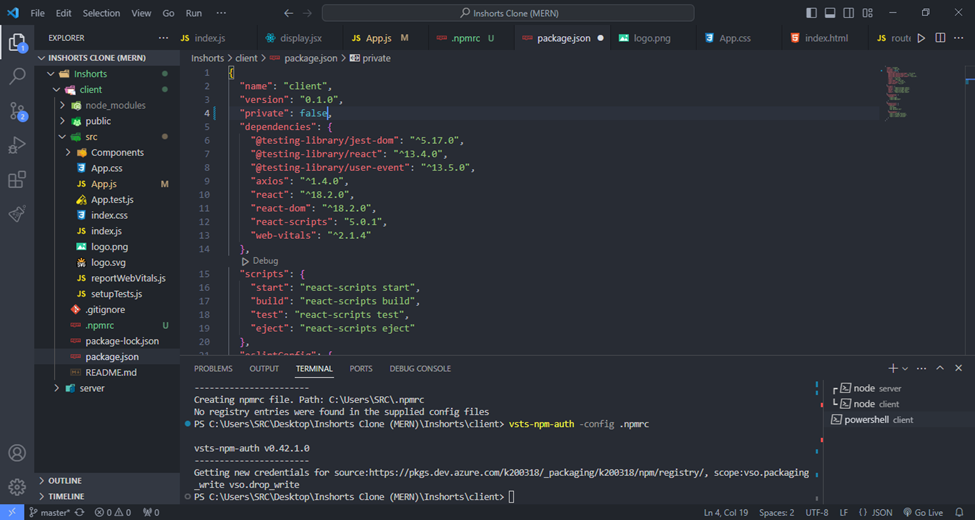 File Edit Selection View Go Run ··· Inshorts Clone (MERN)
EXPLORER ···
INSHORTS CLONE (MERN)
Inshorts
client
node_modules
public
src
Components
App.css
App.js M
App.test.js
index.css
index.js
logo.png
logo.svg
reportWebVitals.js
setupTests.js
.gitignore
.npmrc U
package-lock.json
package.json
README.md
server
OUTLINE
TIMELINE
1
2
index.js display.jsx App.js M .npmrc U package.json logo.png App.css index.html
Inshorts > client > package.json > private
1 {
2 "name": "client",
3 "version": "0.1.0",
4 "private": false,
5 "dependencies": {
6 "@testing-library/jest-dom": "^5.17.0",
7 "@testing-library/react": "^13.4.0",
8 "@testing-library/user-event": "^13.5.0",
9 "axios": "^1.4.0",
10 "react": "^18.2.0",
11 "react-dom": "^18.2.0",
12 "react-scripts": "5.0.1",
13 "web-vitals": "^2.1.4"
14 },
Debug
15 "scripts": {
16 "start": "react-scripts start",
17 "build": "react-scripts build",
18 "test": "react-scripts test",
19 "eject": "react-scripts eject"
20 },
PROBLEMS OUTPUT TERMINAL PORTS DEBUG CONSOLE
-----------------------
Creating npmrc file. Path: C:\Users\SRC\.npmrc
No registry entries were found in the supplied config files
PS C:\Users\SRC\Desktop\Inshorts Clone (MERN)\Inshorts\client> vsts-npm-auth -config .npmrc
vsts-npm-auth v0.42.1.0
-----------------------
Getting new credentials for source:https://pkgs.dev.azure.com/k200318/_packaging/k200318/npm/registry/, scope:vso.packaging
_write vso.drop_write
PS C:\Users\SRC\Desktop\Inshorts Clone (MERN)\Inshorts\client>
node server
node client
powershell client
master* 0 0 0 Ln 4, Col 19 Spaces: 2 UTF-8 LF {} JSON Go Live